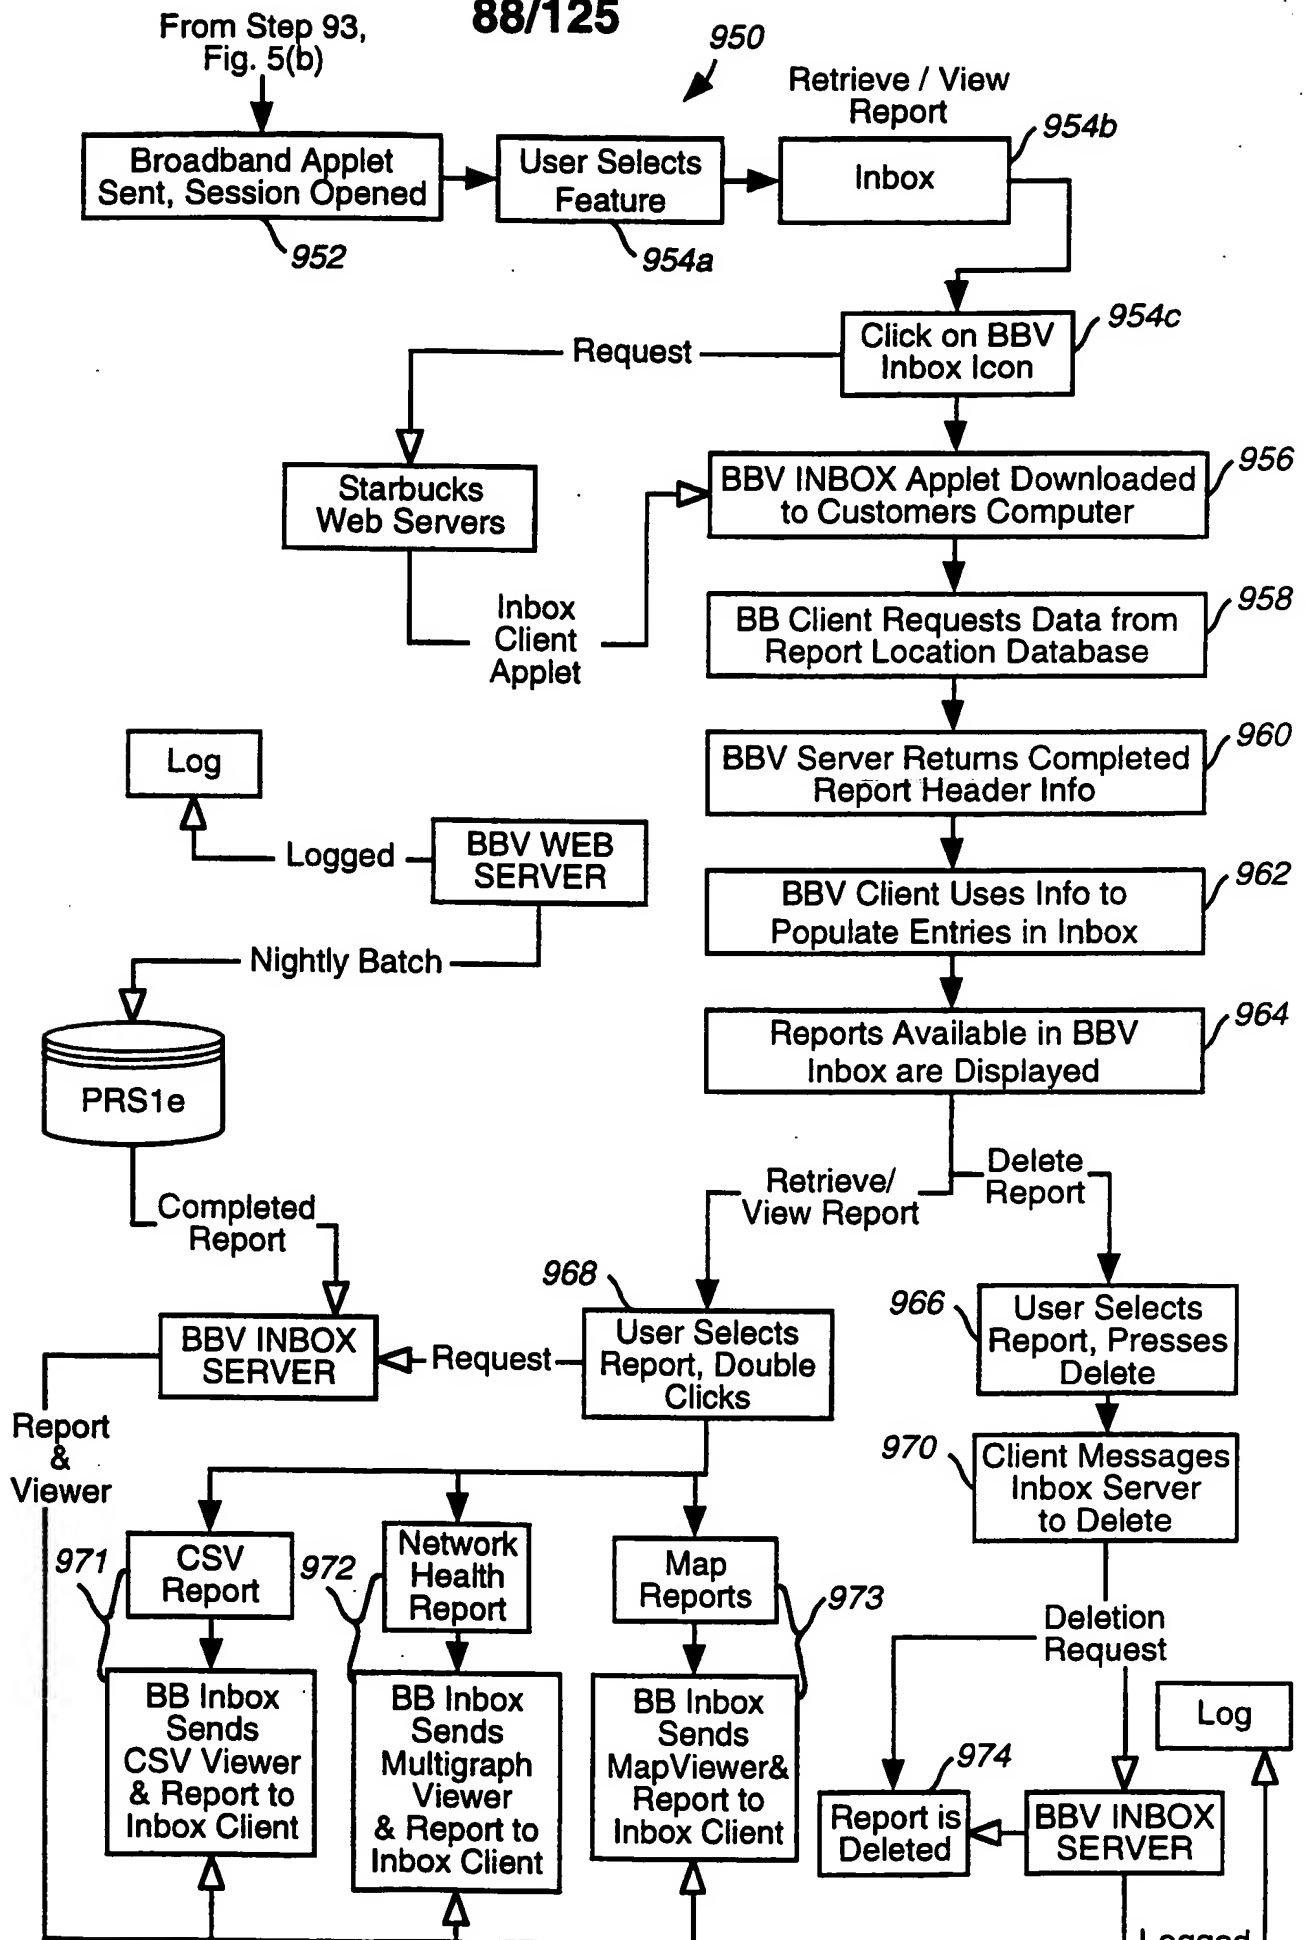 88/125
From Step 93,
Fig. 5(b)
950
Retrieve / View
Report
954b
Broadband Applet
Sent, Session Opened
User Selects
Feature
Inbox
952
954a
954c
Click on BBV
Inbox Icon
Request
956
Starbucks
Web Servers
BBV INBOX Applet Downloaded
to Customers Computer
Inbox
Client
Applet
958
BB Client Requests Data from
Report Location Database
960
Log
BBV Server Returns Completed
Report Header Info
Logged
BBV WEB
SERVER
962
BBV Client Uses Info to
Populate Entries in Inbox
Nightly Batch
964
Reports Available in BBV
Inbox are Displayed
PRS1e
Retrieve/
View Report
Delete
Report
Completed
Report
968
966
User Selects
Report, Presses
Delete
BBV INBOX
SERVER
Request
User Selects
Report, Double
Clicks
Report
&
Viewer
970
Client Messages
Inbox Server
to Delete
971
CSV
Report
972
Network
Health
Report
Map
Reports
973
Deletion
Request
BB Inbox
Sends
CSV Viewer
& Report to
Inbox Client
BB Inbox
Sends
Multigraph
Viewer
& Report to
Inbox Client
BB Inbox
Sends
MapViewer&
Report to
Inbox Client
Log
974
Report is
Deleted
BBV INBOX
SERVER
Logged